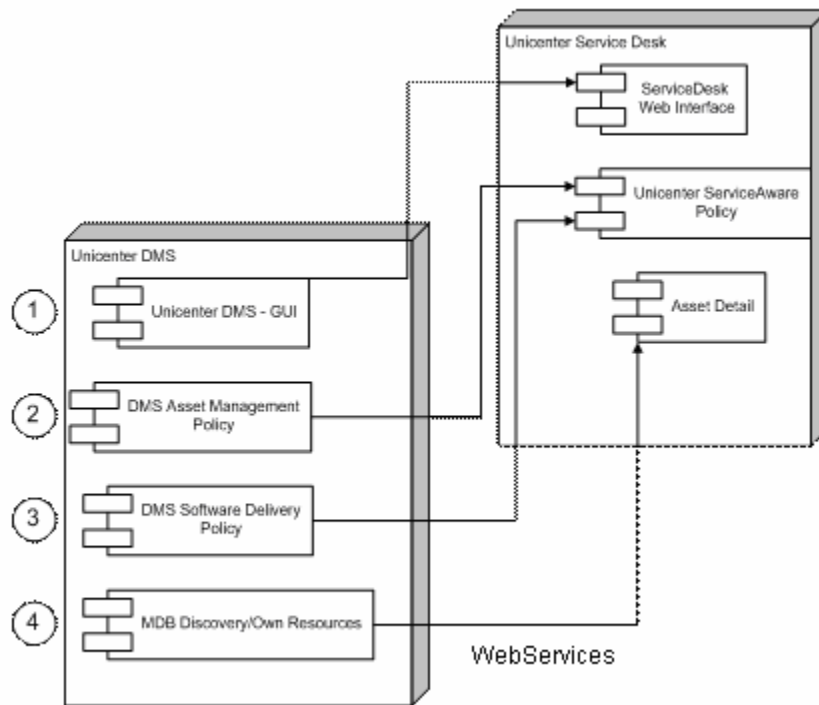 Unicenter Service Desk
ServiceDesk
Web Interface
Unicenter ServiceAware
Policy
Asset Detail
Unicenter DMS
1
Unicenter DMS - GUI
2
DMS Asset Management
Policy
3
DMS Software Delivery
Policy
4
MDB Discovery/Own Resources
WebServices